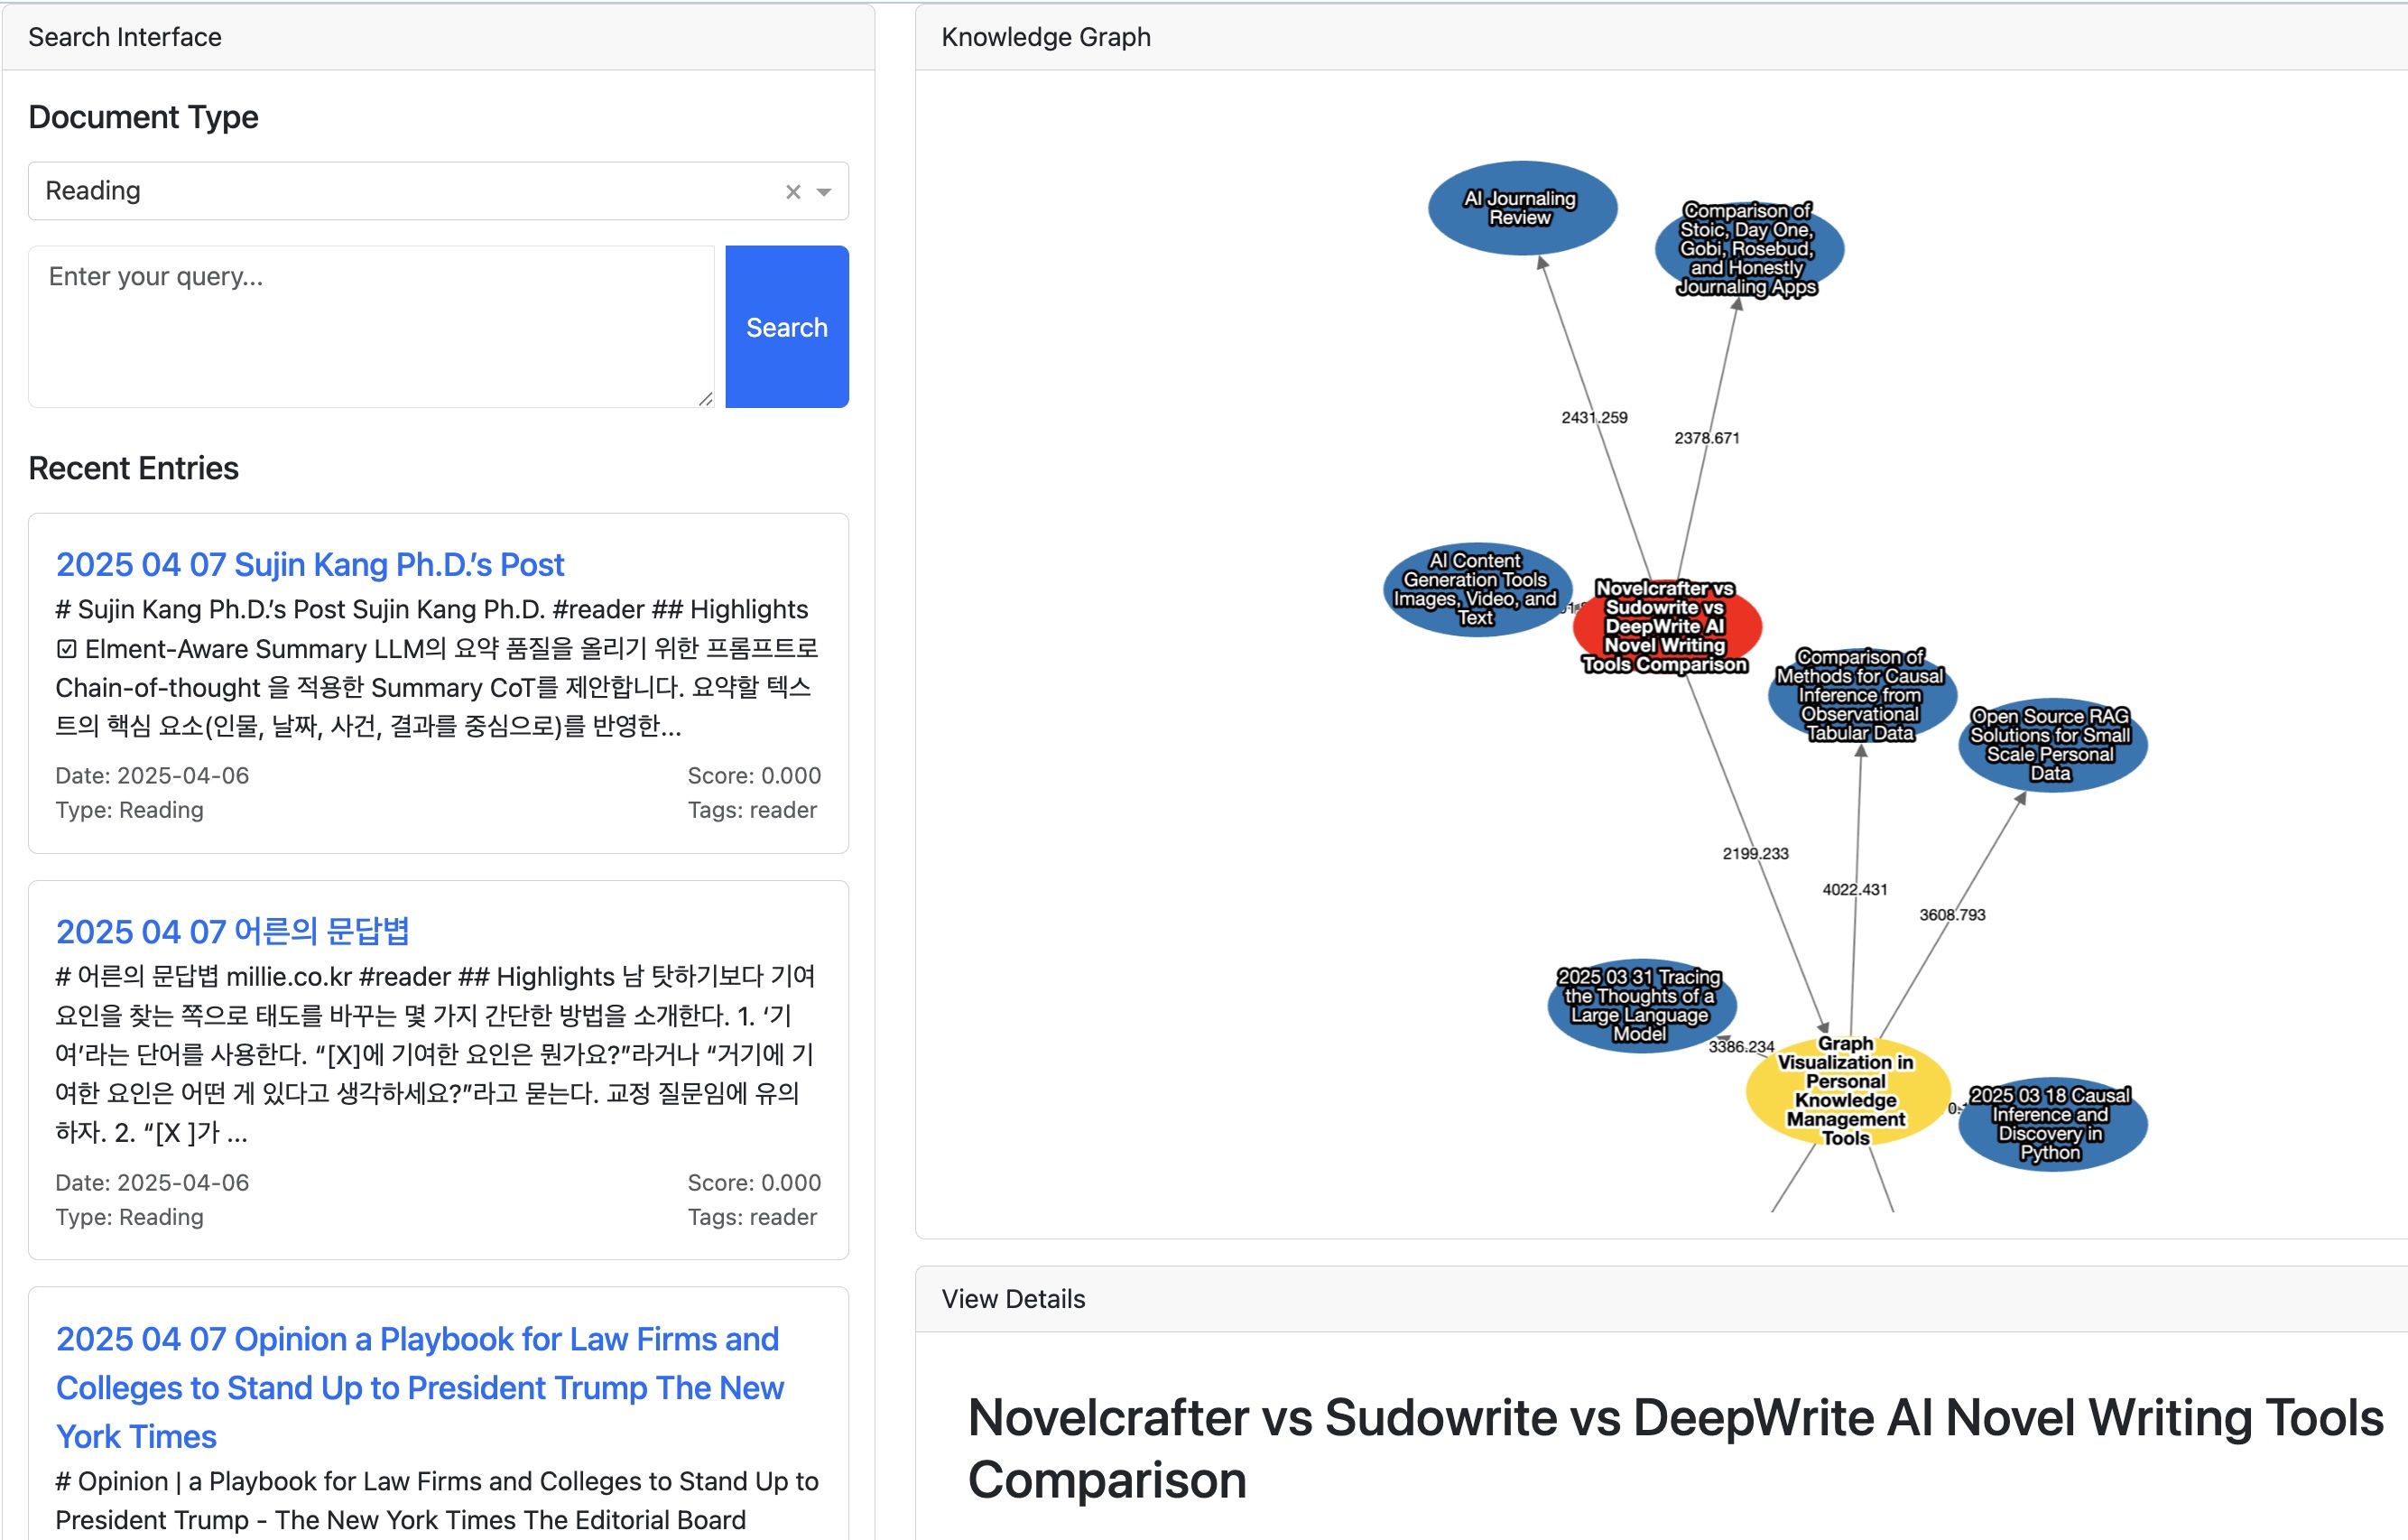 Search Interface
Document Type
Reading
Enter your query...
Search
Recent Entries
2025 04 07 Sujin Kang Ph.D.’s Post
# Sujin Kang Ph.D.’s Post Sujin Kang Ph.D. #reader ## Highlights
☑ Elment-Aware Summary LLM의 요약 품질을 올리기 위한 프롬프트로
Chain-of-thought 을 적용한 Summary CoT를 제안합니다. 요약할 텍스
트의 핵심 요소(인물, 날짜, 사건, 결과를 중심으로)를 반영한...
Date: 2025-04-06
Score: 0.000
Type: Reading
Tags: reader
2025 04 07 어른의 문답볍
# 어른의 문답볍 millie.co.kr #reader ## Highlights 남 탓하기보다 기여
요인을 찾는 쪽으로 태도를 바꾸는 몇 가지 간단한 방법을 소개한다. 1. ‘기
여’라는 단어를 사용한다. “[X]에 기여한 요인은 뭔가요?”라거나 “거기에 기
여한 요인은 어떤 게 있다고 생각하세요?”라고 묻는다. 교정 질문임에 유의
하자. 2. “[X ]가 ...
Date: 2025-04-06
Score: 0.000
Type: Reading
Tags: reader
2025 04 07 Opinion a Playbook for Law Firms and
Colleges to Stand Up to President Trump The New
York Times
# Opinion | a Playbook for Law Firms and Colleges to Stand Up to
President Trump - The New York Times The Editorial Board
Knowledge Graph
AI Journaling
Review
Comparison of
Stoic, Day One,
Gobi, Rosebud,
and Honestly
Journaling Apps
2431.259
2378.671
AI Content
Generation Tools
Images, Video, and
Text
Novelcrafter vs
Sudowrite vs
DeepWrite AI
Novel Writing
Tools Comparison
Comparison of
Methods for Causal
Inference from
Observational
Tabular Data
Open Source RAG
Solutions for Small
Scale Personal
Data
2199.233
4022.431
3608.793
2025 03 31 Tracing
the Thoughts of a
Large Language
Model
3386.234
Graph
Visualization in
Personal
Knowledge
Management
Tools
2025 03 18 Causal
Inference and
Discovery in
Python
View Details
Novelcrafter vs Sudowrite vs DeepWrite AI Novel Writing Tools
Comparison